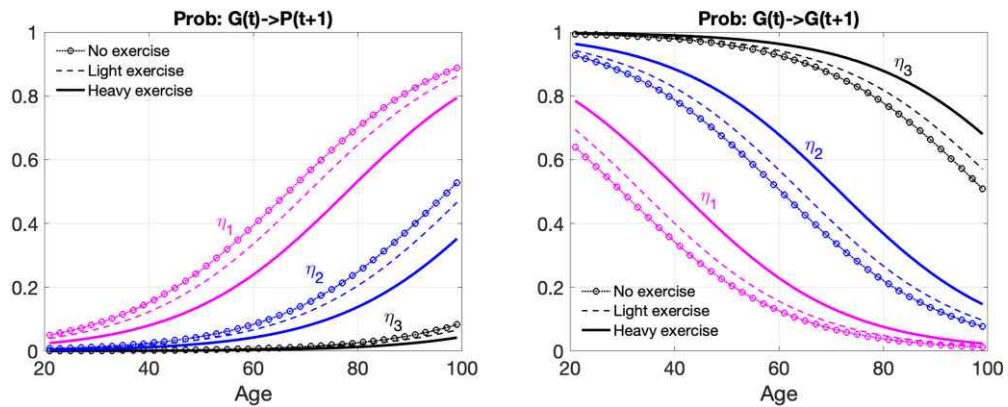 Prob: G(t)->P(t+1)
1
0.8
0.6
0.4
0.2
0
No exercise
Light exercise
Heavy exercise
η1
η2
η3
20 40 60 80 100
Age
Prob: G(t)->G(t+1)
1
0.8
0.6
0.4
0.2
0
η3
η2
η1
No exercise
Light exercise
Heavy exercise
20 40 60 80 100
Age